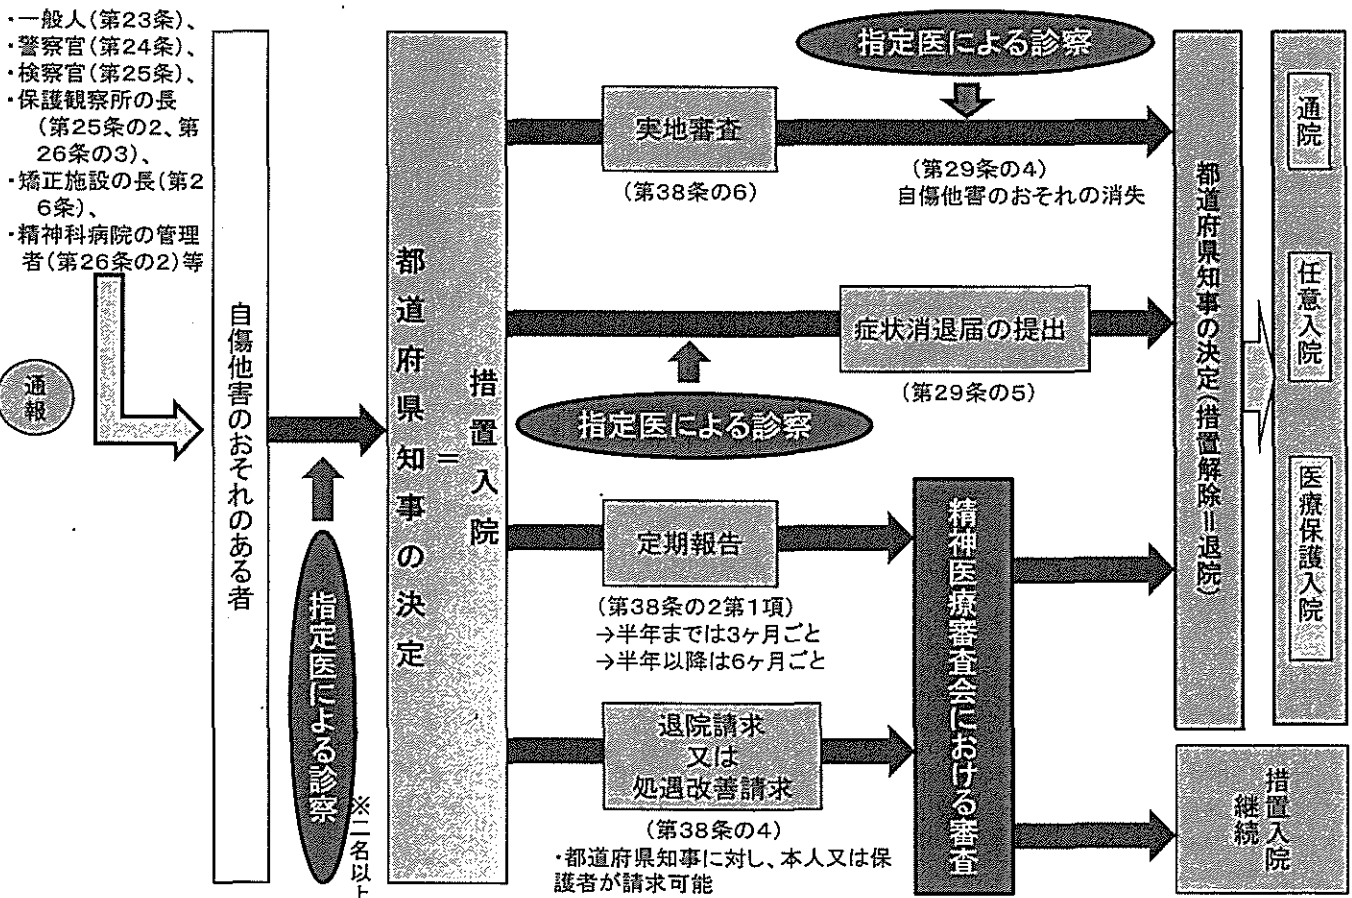 ・一般人(第23条)、
・警察官(第24条)、
・検察官(第25条)、
・保護観察所の長
(第25条の2、第
26条の3)、
・矯正施設の長(第2
6条)、
・精神科病院の管理
者(第26条の2)等
通報
自傷他害のおそれのある者
指定医による診察
※二名以上
都道府県知事の決定
=
措置入院
実地審査
(第38条の6)
指定医による診察
(第29条の4)
自傷他害のおそれの消失
症状消退届の提出
(第29条の5)
指定医による診察
定期報告
(第38条の2第1項)
→半年までは3ヶ月ごと
→半年以降は6ヶ月ごと
退院請求
又は
処遇改善請求
(第38条の4)
・都道府県知事に対し、本人又は保
護者が請求可能
精神医療審査会における審査
都道府県知事の決定(措置解除=退院)
通院
任意入院
医療保護入院
措置入院
継続